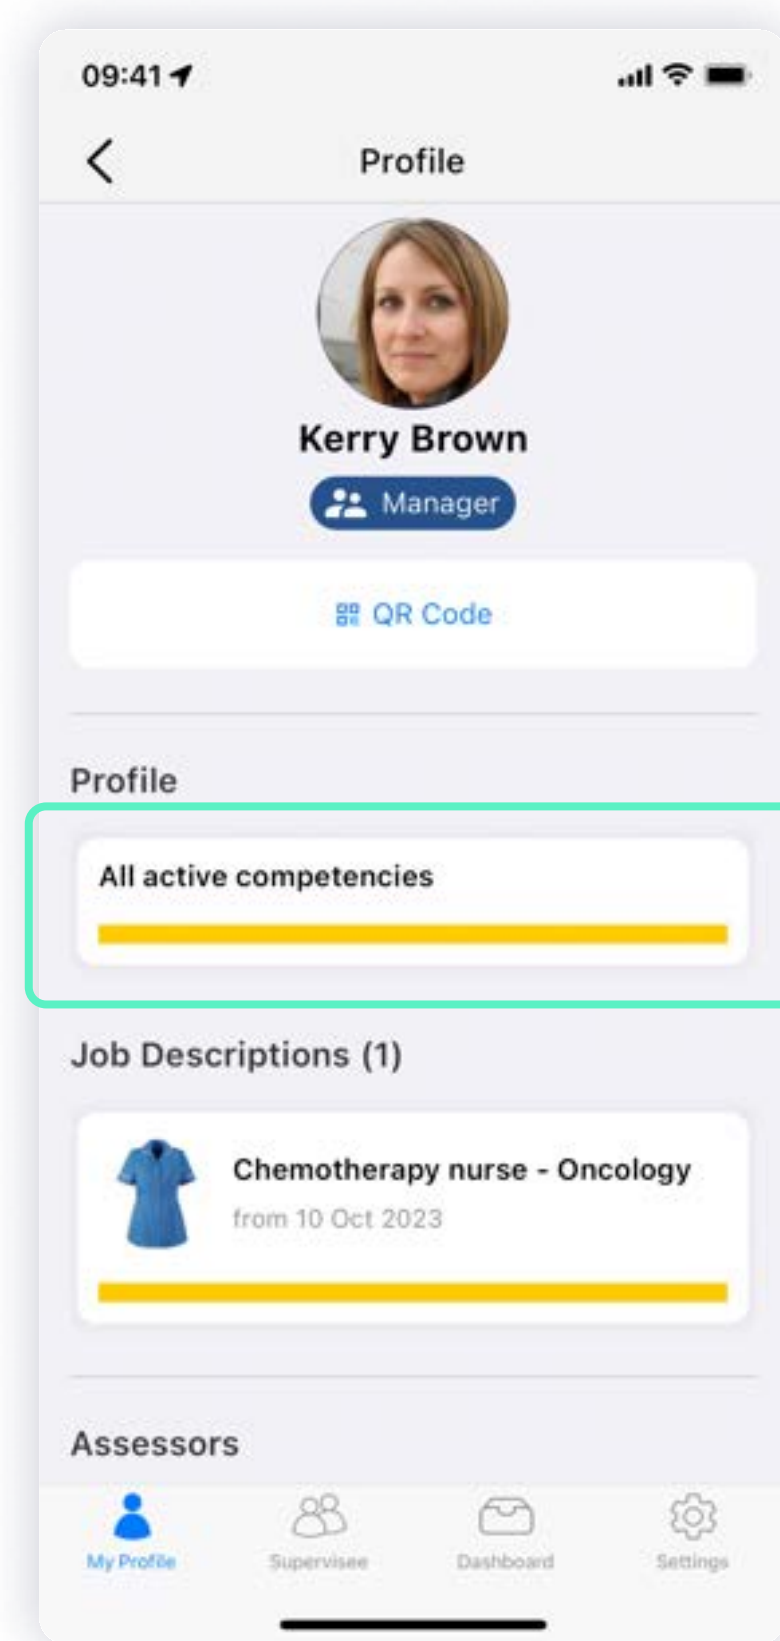 09:41
Profile
Kerry Brown
Manager
QR Code
Profile
All active competencies
Job Descriptions (1)
Chemotherapy nurse - Oncology
from 10 Oct 2023
Assessors
My Profile Supervisee Dashboard Settings